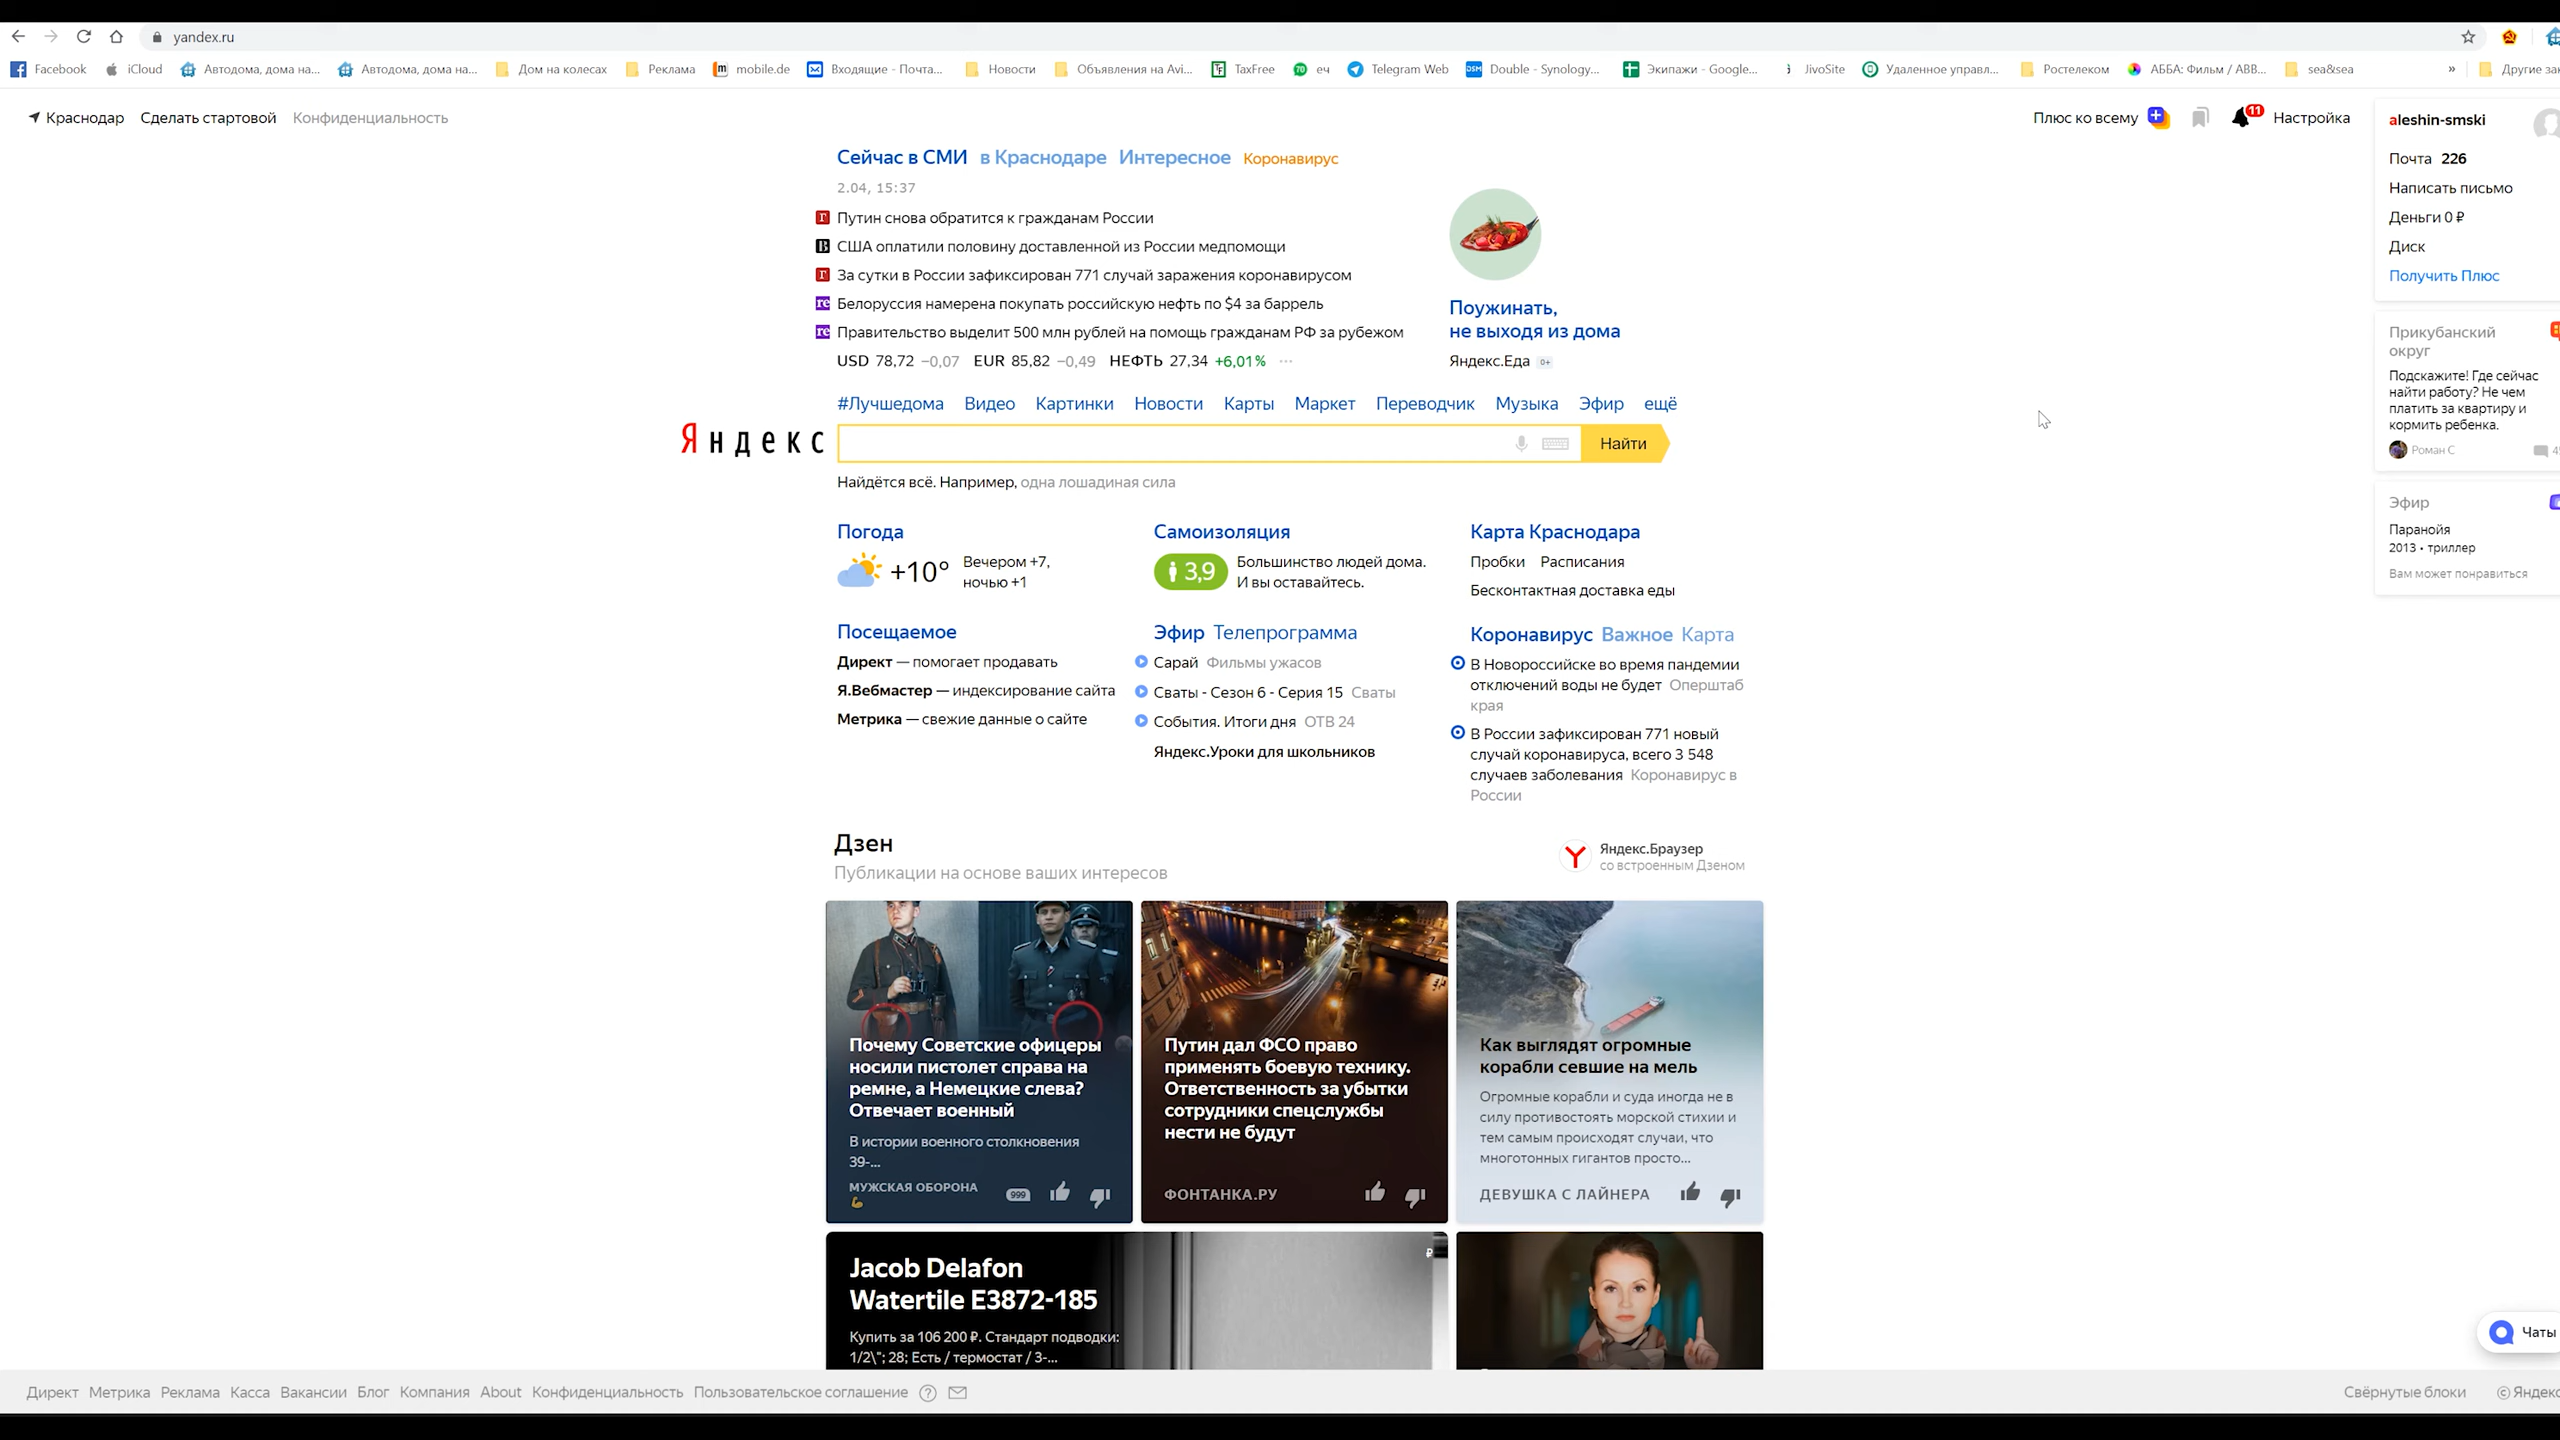 yandex.ru
Facebook iCloud Автодома, дома на... Автодома, дома на... Дом на колесах Реклама mobile.de Входящие - Почта... Новости Объявления на Avi... TaxFree еч Telegram Web Double - Synology... Экипажи - Google... JivoSite Удаленное управл... Ростелеком АББА: Фильм / ABB... sea&sea » Другие за
Краснодар Сделать стартовой Конфиденциальность
Плюс ко всему 11 Настройка
aleshin-smski
Почта 226
Написать письмо
Деньги 0 ₽
Диск
Получить Плюс
Сейчас в СМИ в Краснодаре Интересное Коронавирус
2.04, 15:37
Путин снова обратится к гражданам России
США оплатили половину доставленной из России медпомощи
За сутки в России зафиксирован 771 случай заражения коронавирусом
Белоруссия намерена покупать российскую нефть по $4 за баррель
Правительство выделит 500 млн рублей на помощь гражданам РФ за рубежом
USD 78,72 −0,07 EUR 85,82 −0,49 НЕФТЬ 27,34 +6,01% ···
Поужинать,
не выходя из дома
Яндекс.Еда 0+
Прикубанский
округ
Подскажите! Где сейчас
найти работу? Не чем
платить за квартиру и
кормить ребенка.
Роман С
#Лучшедома Видео Картинки Новости Карты Маркет Переводчик Музыка Эфир ещё
Яндекс Найти
Найдётся всё. Например, одна лошадиная сила
Эфир
Паранойя
2013 • триллер
Вам может понравиться
Погода
+10°
Вечером +7,
ночью +1
Самоизоляция
3,9
Большинство людей дома.
И вы оставайтесь.
Карта Краснодара
Пробки Расписания
Бесконтактная доставка еды
Посещаемое
Директ — помогает продавать
Я.Вебмастер — индексирование сайта
Метрика — свежие данные о сайте
Эфир Телепрограмма
Сарай Фильмы ужасов
Сваты - Сезон 6 - Серия 15 Сваты
События. Итоги дня ОТВ 24
Яндекс.Уроки для школьников
Коронавирус Важное Карта
В Новороссийске во время пандемии
отключений воды не будет Оперштаб
края
В России зафиксирован 771 новый
случай коронавируса, всего 3 548
случаев заболевания Коронавирус в
России
Дзен
Публикации на основе ваших интересов
Яндекс.Браузер
со встроенным Дзеном
Почему Советские офицеры
носили пистолет справа на
ремне, а Немецкие слева?
Отвечает военный
В истории военного столкновения
39-...
МУЖСКАЯ ОБОРОНА
999
Путин дал ФСО право
применять боевую технику.
Ответственность за убытки
сотрудники спецслужбы
нести не будут
ФОНТАНКА.РУ
Как выглядят огромные
корабли севшие на мель
Огромные корабли и суда иногда не в
силу противостоять морской стихии и
тем самым происходят случаи, что
многотонных гигантов просто...
ДЕВУШКА С ЛАЙНЕРА
Jacob Delafon
Watertile E3872-185
Купить за 106 200 ₽. Стандарт подводки:
1/2\"; 28; Есть / термостат / 3-...
₽
Чаты
Директ Метрика Реклама Касса Вакансии Блог Компания About Конфиденциальность Пользовательское соглашение ?
Свёрнутые блоки © Яндекс